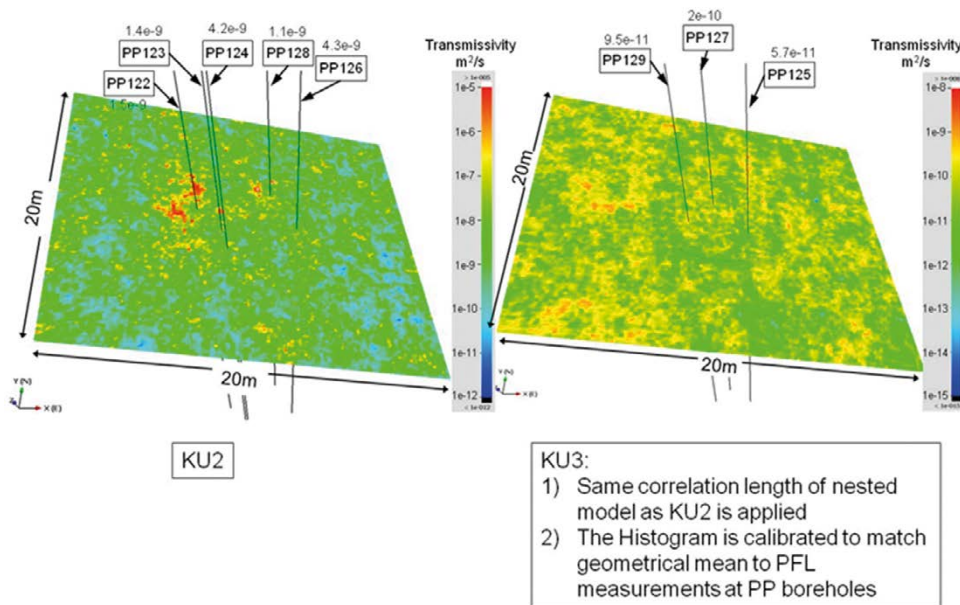 1.4e-9
PP123
4.2e-9
PP124
1.1e-9
PP128
4.3e-9
PP126
PP122
1.5e-9
Transmissivity
m²/s
1e-5
1e-6
1e-7
1e-8
1e-9
1e-10
1e-11
1e-12
20m
20m
X (E)
KU2
2e-10
PP127
9.5e-11
PP129
5.7e-11
PP125
Transmissivity
m²/s
1e-8
1e-9
1e-10
1e-11
1e-12
1e-13
1e-14
1e-15
20m
20m
X (E)
KU3:
1) Same correlation length of nested
model as KU2 is applied
2) The Histogram is calibrated to match
geometrical mean to PFL
measurements at PP boreholes